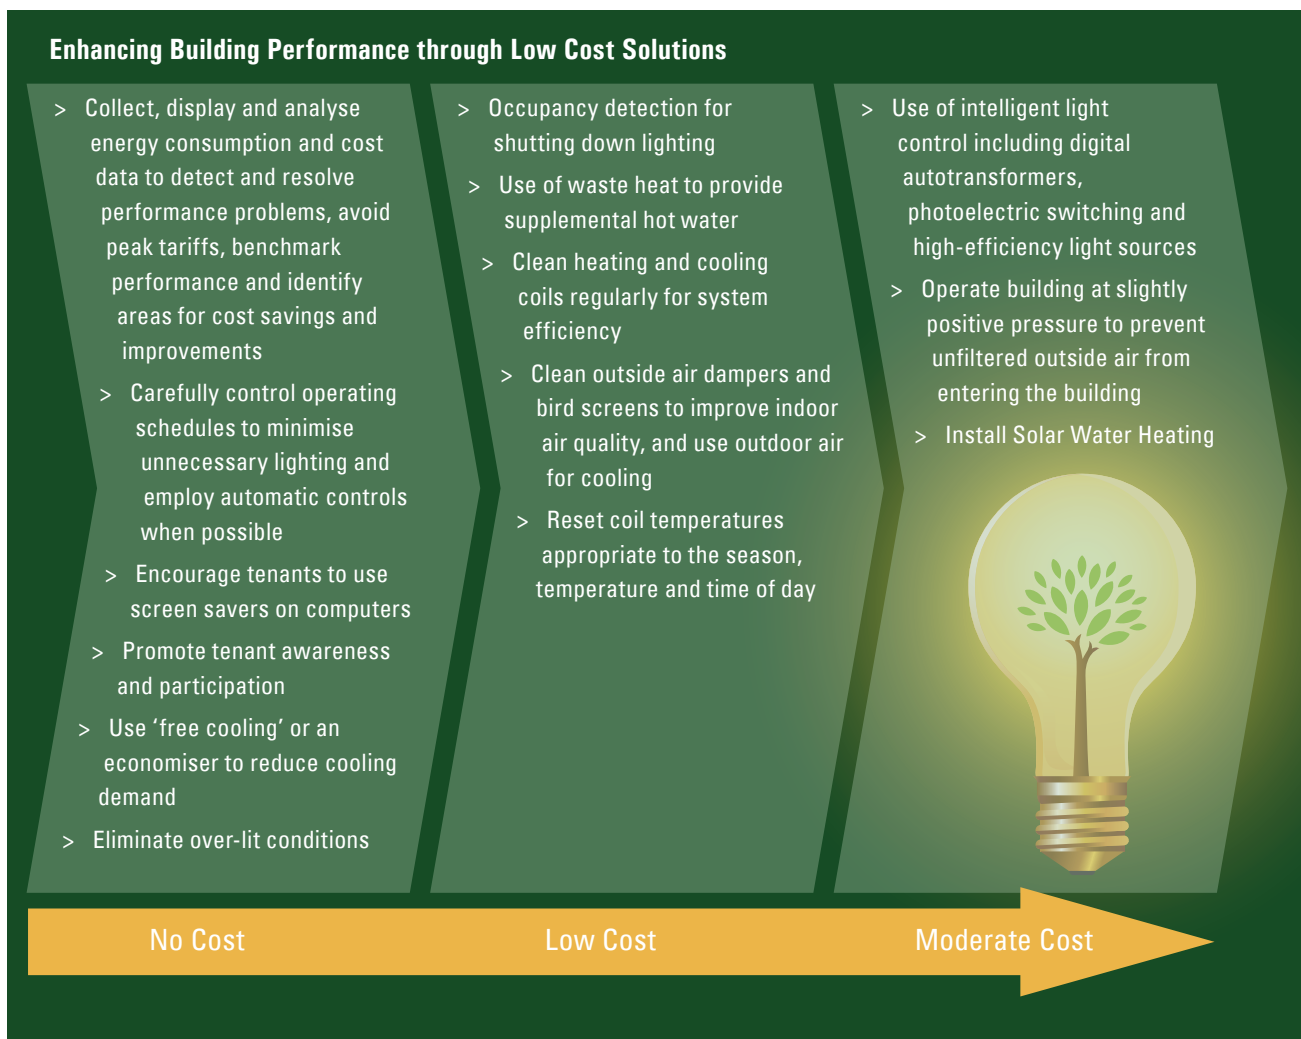 Enhancing Building Performance through Low Cost Solutions
> Collect, display and analyse
energy consumption and cost
data to detect and resolve
performance problems, avoid
peak tariffs, benchmark
performance and identify
areas for cost savings and
improvements
> Carefully control operating
schedules to minimise
unnecessary lighting and
employ automatic controls
when possible
> Encourage tenants to use
screen savers on computers
> Promote tenant awareness
and participation
> Use ‘free cooling’ or an
economiser to reduce cooling
demand
> Eliminate over-lit conditions
> Occupancy detection for
shutting down lighting
> Use of waste heat to provide
supplemental hot water
> Clean heating and cooling
coils regularly for system
efficiency
> Clean outside air dampers and
bird screens to improve indoor
air quality, and use outdoor air
for cooling
> Reset coil temperatures
appropriate to the season,
temperature and time of day
> Use of intelligent light
control including digital
autotransformers,
photoelectric switching and
high-efficiency light sources
> Operate building at slightly
positive pressure to prevent
unfiltered outside air from
entering the building
> Install Solar Water Heating
No Cost
Low Cost
Moderate Cost